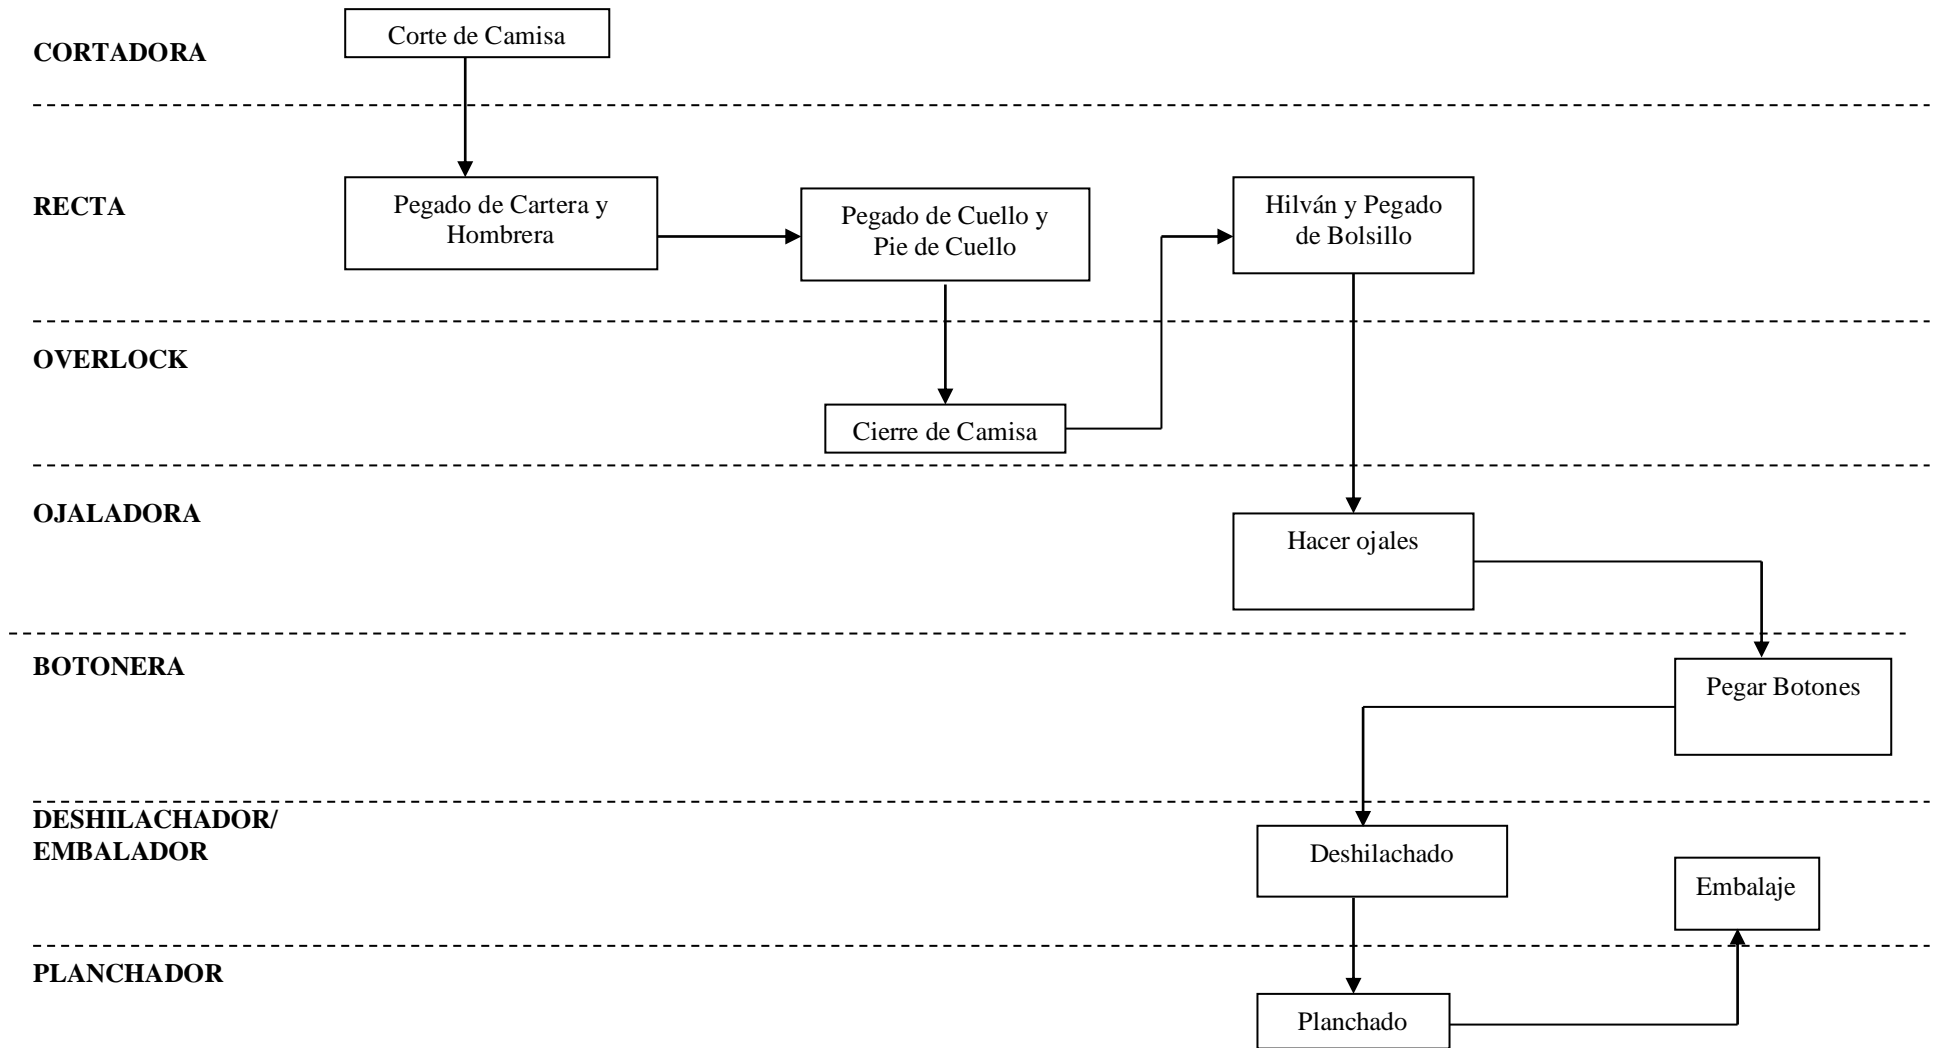 CORTADORA
Corte de Camisa
RECTA
Pegado de Cartera y
Hombrera
Pegado de Cuello y
Pie de Cuello
Hilván y Pegado
de Bolsillo
OVERLOCK
Cierre de Camisa
OJALADORA
Hacer ojales
BOTONERA
Pegar Botones
DESHILACHADOR/
EMBALADOR
Deshilachado
Embalaje
PLANCHADOR
Planchado